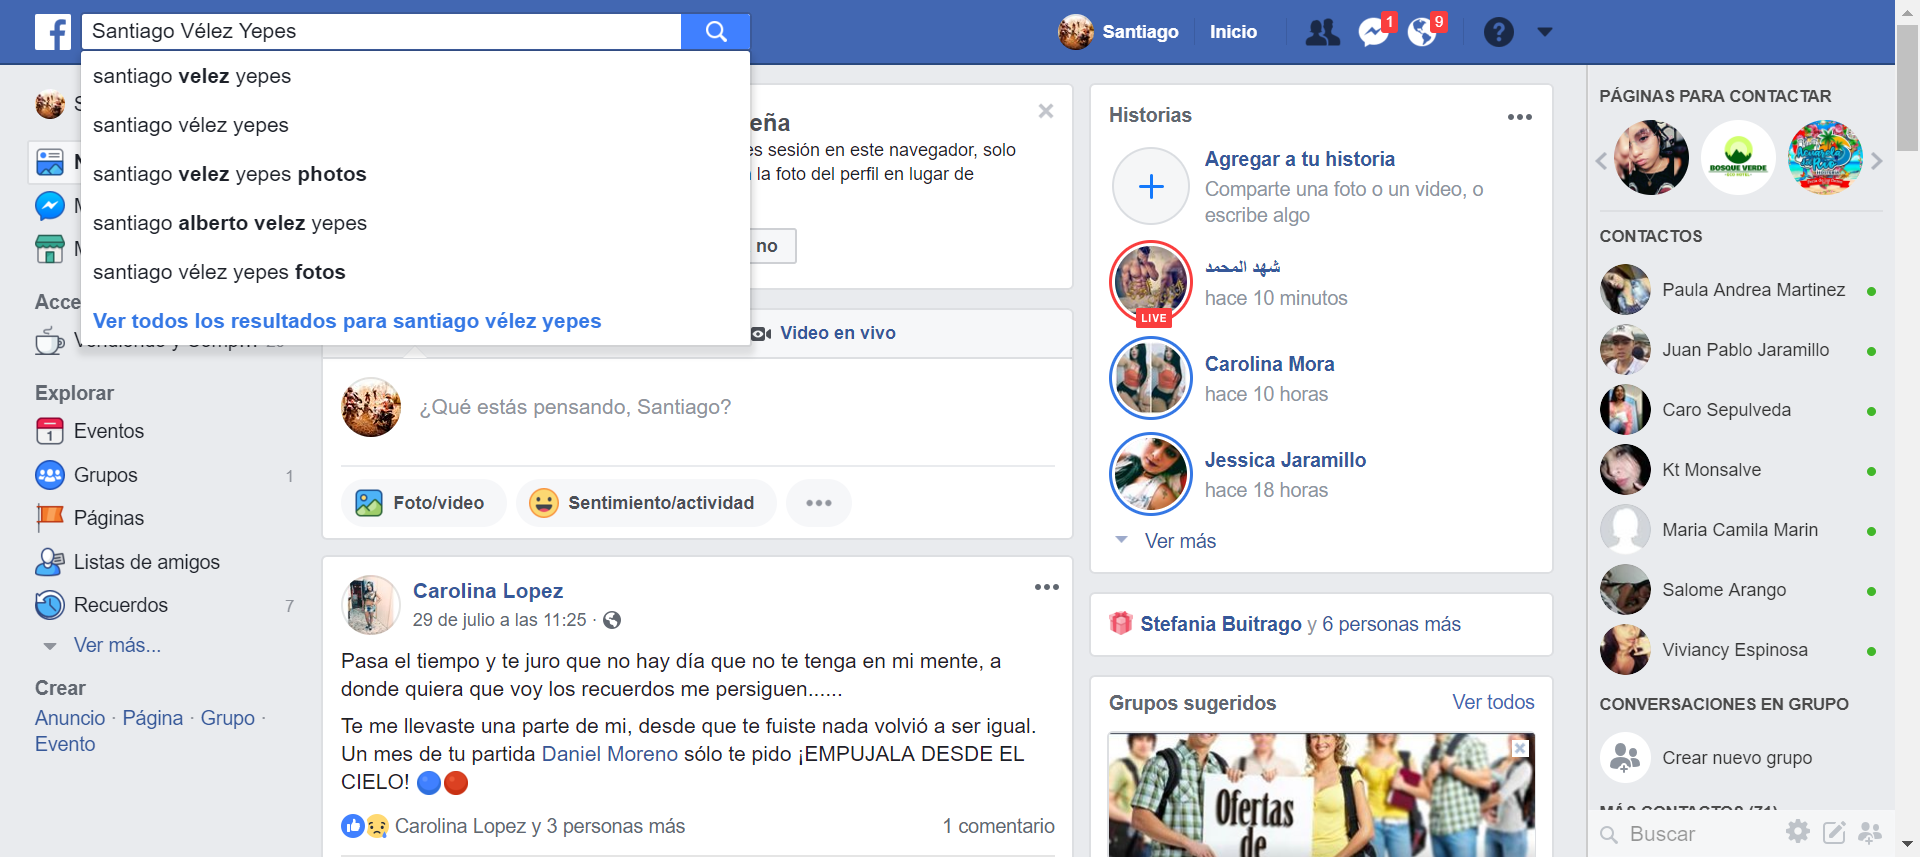 Santiago Vélez Yepes
Santiago
Inicio
1
9
santiago velez yepes
santiago vélez yepes
santiago velez yepes photos
santiago alberto velez yepes
santiago vélez yepes fotos
Ver todos los resultados para santiago vélez yepes
eña
sesión en este navegador, solo
la foto del perfil en lugar de
no
Acce
Explorar
1
Eventos
Grupos 1
Páginas
Listas de amigos
Recuerdos 7
Ver más...
Crear
Anuncio · Página · Grupo ·
Evento
Video en vivo
¿Qué estás pensando, Santiago?
Foto/video
Sentimiento/actividad
Carolina Lopez
29 de julio a las 11:25 ·
Pasa el tiempo y te juro que no hay día que no te tenga en mi mente, a
donde quiera que voy los recuerdos me persiguen......
Te me llevaste una parte de mi, desde que te fuiste nada volvió a ser igual.
Un mes de tu partida Daniel Moreno sólo te pido ¡EMPUJALA DESDE EL
CIELO!
Carolina Lopez y 3 personas más
1 comentario
Historias
Agregar a tu historia
Comparte una foto o un video, o
escribe algo
شهد المحمد
hace 10 minutos
LIVE
Carolina Mora
hace 10 horas
Jessica Jaramillo
hace 18 horas
Ver más
Stefania Buitrago y 6 personas más
Grupos sugeridos
Ver todos
Ofertas
de
PÁGINAS PARA CONTACTAR
BOSQUE VERDE
CONTACTOS
Paula Andrea Martinez
Juan Pablo Jaramillo
Caro Sepulveda
Kt Monsalve
Maria Camila Marin
Salome Arango
Viviancy Espinosa
CONVERSACIONES EN GRUPO
Crear nuevo grupo
MÁS CONTACTOS (71)
Buscar